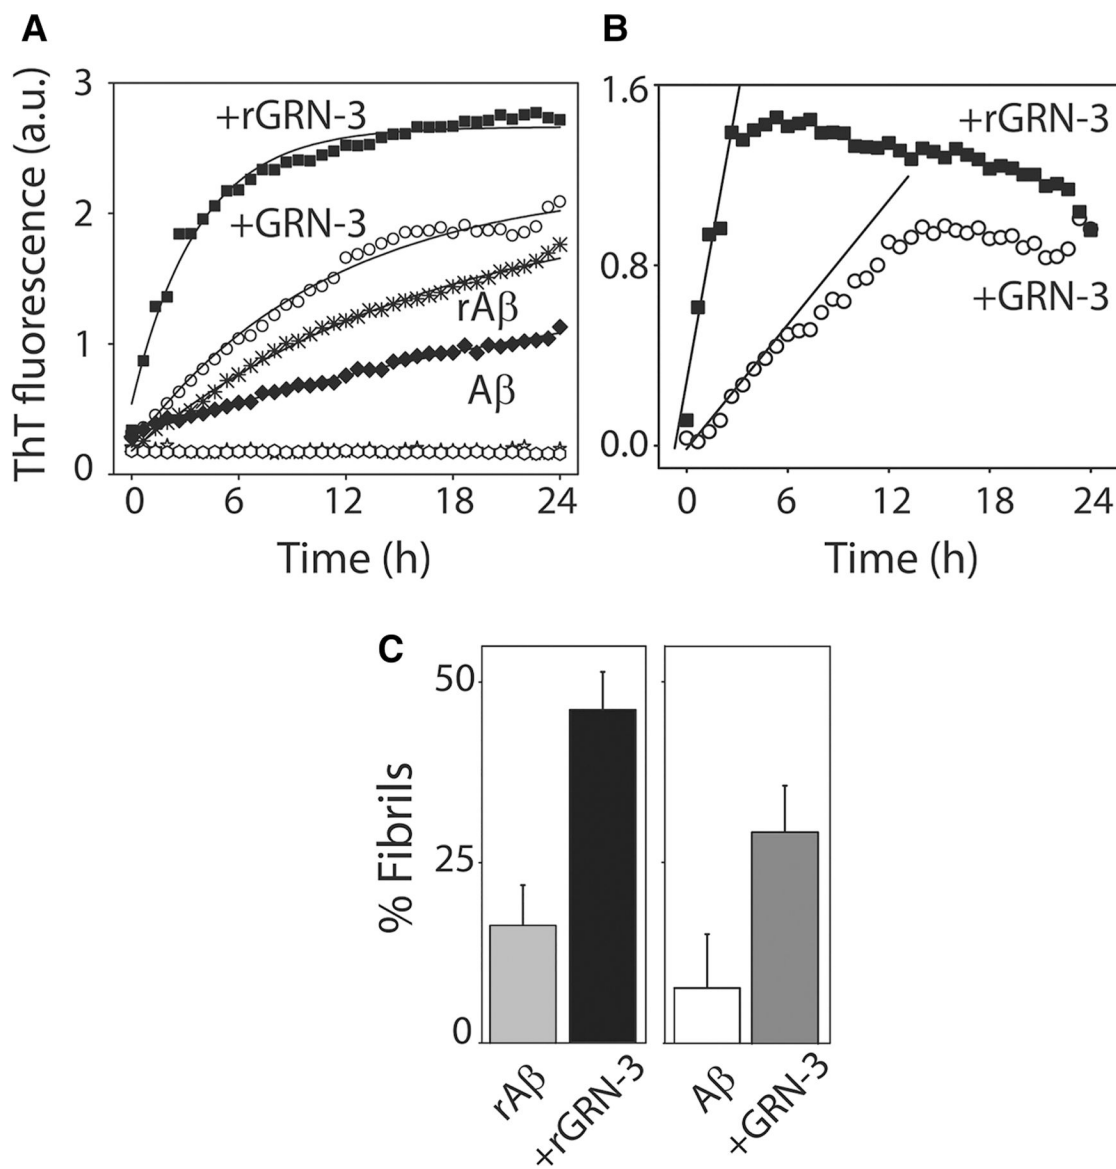 A
ThT fluorescence (a.u.)
3
2
1
0
+rGRN-3
+GRN-3
rAβ
Aβ
0 6 12 18 24
Time (h)
B
1.6
0.8
0.0
+rGRN-3
+GRN-3
0 6 12 18 24
Time (h)
C
% Fibrils
50
25
0
rAβ
+rGRN-3
Aβ
+GRN-3